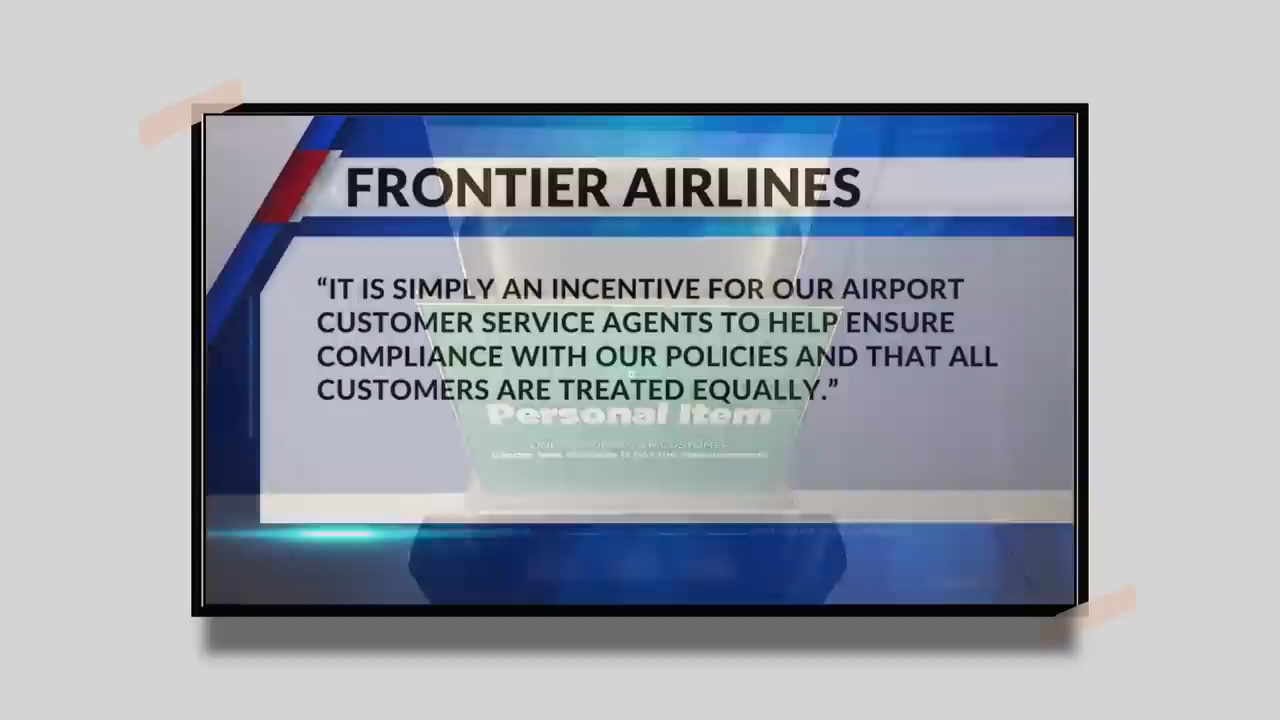 FRONTIER AIRLINES
“IT IS SIMPLY AN INCENTIVE FOR OUR AIRPORT
CUSTOMER SERVICE AGENTS TO HELP ENSURE
COMPLIANCE WITH OUR POLICIES AND THAT ALL
CUSTOMERS ARE TREATED EQUALLY.”
Personal Item